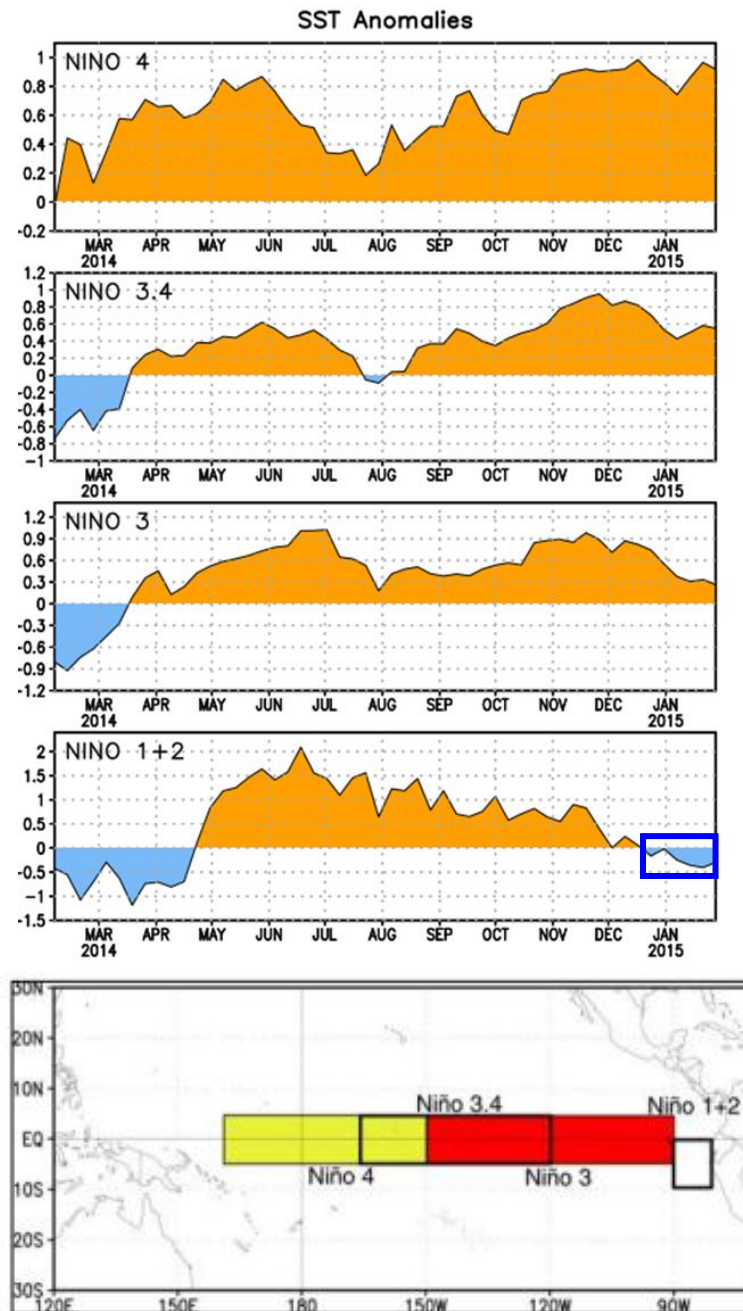 SST Anomalies
NINO 4
1
0.8
0.6
0.4
0.2
0
-0.2
MAR APR MAY JUN JUL AUG SEP OCT NOV DEC JAN
2014 2015
NINO 3.4
1.2
1
0.8
0.6
0.4
0.2
0
-0.2
-0.4
-0.6
-0.8
-1
MAR APR MAY JUN JUL AUG SEP OCT NOV DEC JAN
2014 2015
NINO 3
1.2
0.9
0.6
0.3
0
-0.3
-0.6
-0.9
-1.2
MAR APR MAY JUN JUL AUG SEP OCT NOV DEC JAN
2014 2015
NINO 1+2
2
1.5
1
0.5
0
-0.5
-1
-1.5
MAR APR MAY JUN JUL AUG SEP OCT NOV DEC JAN
2014 2015
30N
20N
10N
Niño 3.4 Niño 1+2
EQ
Niño 4 Niño 3
10S
20S
30S
120E 150E 180 150W 120W 90W